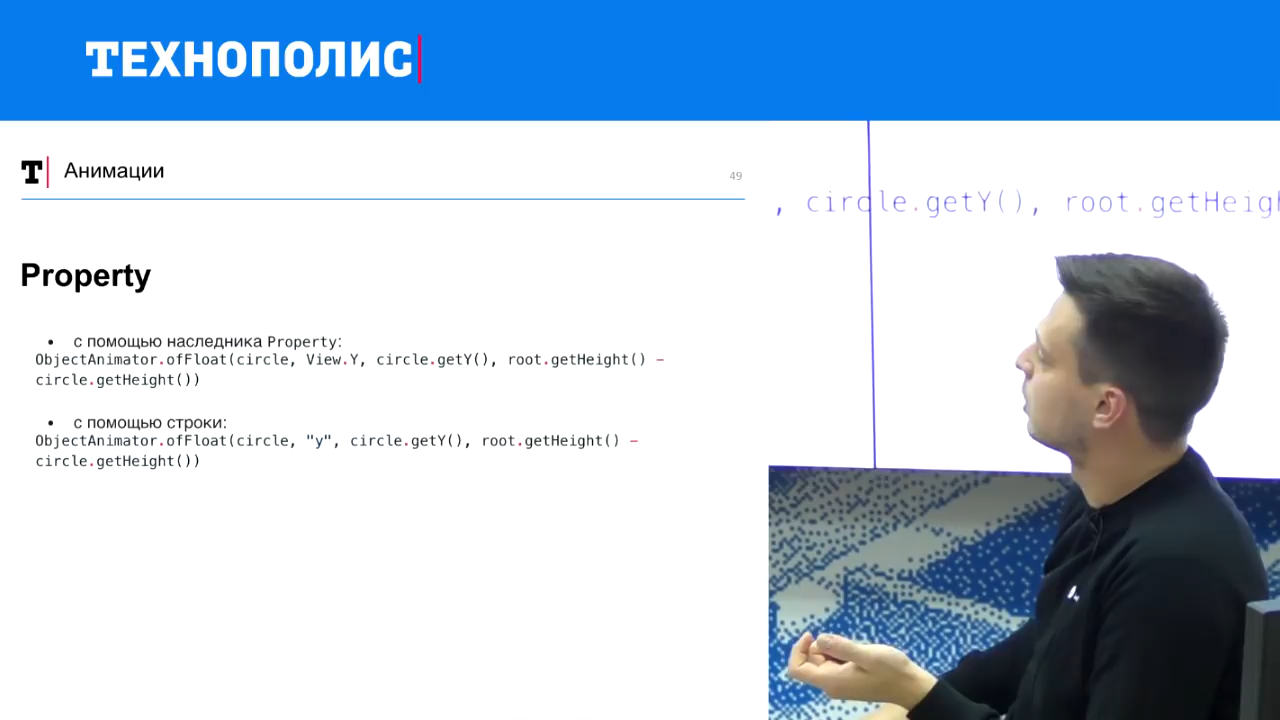 ТЕХНОПОЛИС
Т Анимации
49
Property
• с помощью наследника Property:
ObjectAnimator.ofFloat(circle, View.Y, circle.getY(), root.getHeight() −
circle.getHeight())
• с помощью строки:
ObjectAnimator.ofFloat(circle, "y", circle.getY(), root.getHeight() −
circle.getHeight())
, circle.getY(), root.getHeigh